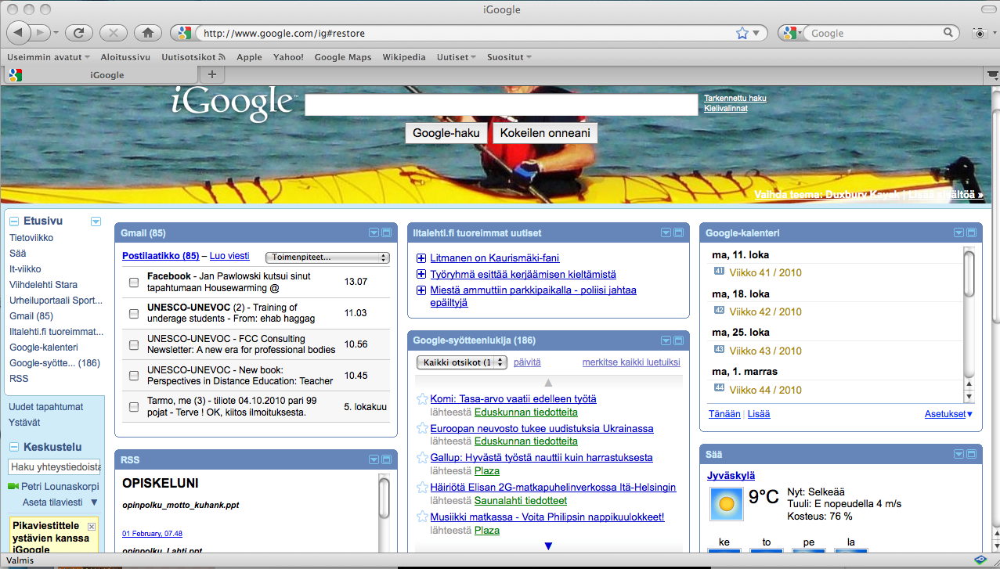 iGoogle
http://www.google.com/ig#restore
Google
Useimmin avatut Aloitussivu Uutisotsikot Apple Yahoo! Google Maps Wikipedia Uutiset Suositut
iGoogle
iGoogle™
Tarkennettu haku
Kielivalinnat
Google-haku Kokeilen onneani
Vaihda teema: Duxbury Kayak | Lisää sisältöä »
Etusivu
Tietoviikko
Sää
It-viikko
Viihdelehti Stara
Urheiluportaali Sport...
Gmail (85)
Iltalehti.fi tuoreimmat...
Google-kalenteri
Google-syötte... (186)
RSS
Uudet tapahtumat
Ystävät
Keskustelu
Haku yhteystiedoista
Petri Lounaskorpi
Aseta tilaviesti
Pikaviestittele
ystävien kanssa
iGoogle
Gmail (85)
Postilaatikko (85) – Luo viesti Toimenpiteet...
Facebook - Jan Pawlowski kutsui sinut
tapahtumaan Housewarming @
13.07
UNESCO-UNEVOC (2) - Training of
underage students - From: ehab haggag
11.03
UNESCO-UNEVOC - FCC Consulting
Newsletter: A new era for professional bodies
10.56
UNESCO-UNEVOC - New book:
Perspectives in Distance Education: Teacher
10.45
Tarmo, me (3) - tiliote 04.10.2010 pari 99
pojat - Terve ! OK, kiitos ilmoituksesta.
5. lokakuu
RSS
OPISKELUNI
opinpolku_motto_kuhank.ppt
01 February, 07.48
opinpolku_Lahti.ppt
Iltalehti.fi tuoreimmat uutiset
Litmanen on Kaurismäki-fani
Työryhmä esittää kerjäämisen kieltämistä
Miestä ammuttiin parkkipaikalla - poliisi jahtaa
epäiltyjä
Google-syötteenlukija (186)
Kaikki otsikot (1 päivitä merkitse kaikki luetuiksi
Komi: Tasa-arvo vaatii edelleen työtä
lähteestä Eduskunnan tiedotteita
Euroopan neuvosto tukee uudistuksia Ukrainassa
lähteestä Eduskunnan tiedotteita
Gallup: Hyvästä työstä nauttii kuin harrastuksesta
lähteestä Plaza
Häiriötä Elisan 2G-matkapuhelinverkossa Itä-Helsingin
lähteestä Saunalahti tiedotteet
Musiikki matkassa - Voita Philipsin nappikuulokkeet!
lähteestä Plaza
Google-kalenteri
ma, 11. loka
41 Viikko 41 / 2010
ma, 18. loka
42 Viikko 42 / 2010
ma, 25. loka
43 Viikko 43 / 2010
ma, 1. marras
44 Viikko 44 / 2010
Tänään | Lisää Asetukset
Sää
Jyväskylä
9°C
Nyt: Selkeää
Tuuli: E nopeudella 4 m/s
Kosteus: 76 %
ke to pe la
Valmis